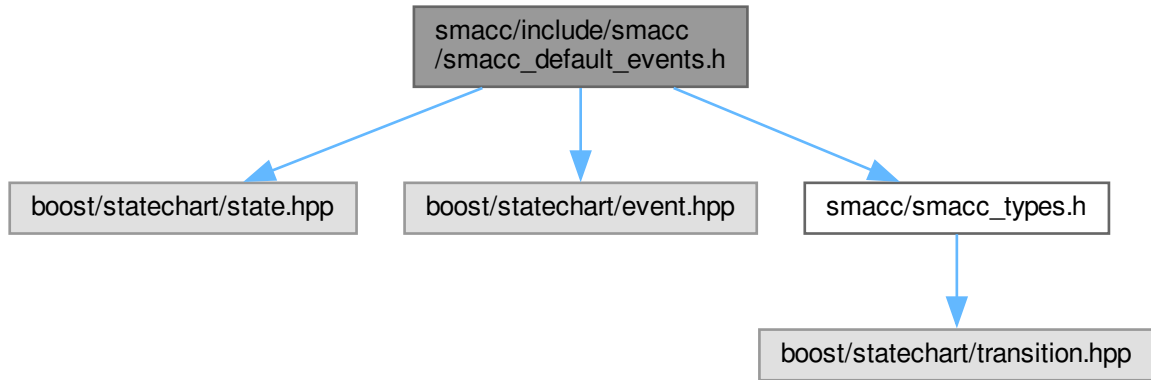 smacc/include/smacc
/smacc_default_events.h
boost/statechart/state.hpp
boost/statechart/event.hpp
smacc/smacc_types.h
boost/statechart/transition.hpp